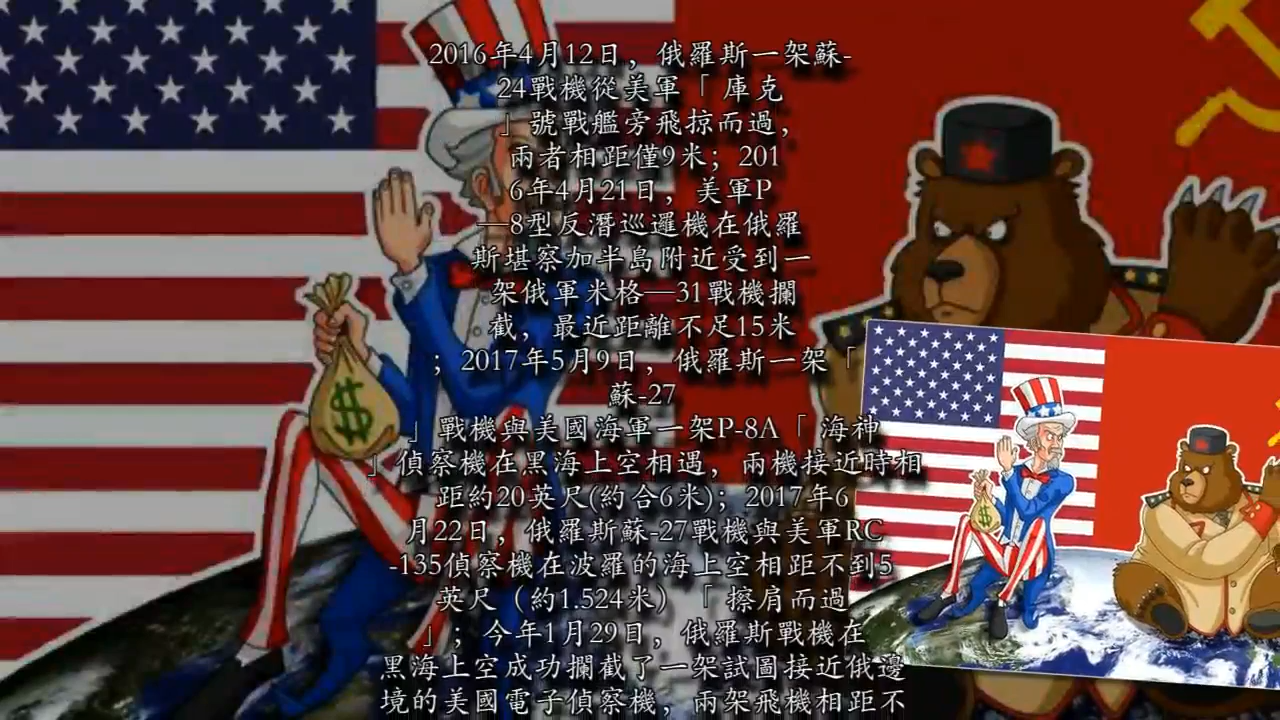 2016年4月12日，俄羅斯一架蘇-
24戰機從美軍「庫克
」號戰艦旁飛掠而過，
兩者相距僅9米；201
6年4月21日，美軍P
—8型反潛巡邏機在俄羅
斯堪察加半島附近受到一
架俄軍米格—31戰機攔
截，最近距離不足15米
；2017年5月9日，俄羅斯一架「
蘇-27
」戰機與美國海軍一架P-8A「海神
」偵察機在黑海上空相遇，兩機接近時相
距約20英尺(約合6米)；2017年6
月22日，俄羅斯蘇-27戰機與美軍RC
-135偵察機在波羅的海上空相距不到5
英尺（約1.524米）「擦肩而過
」；今年1月29日，俄羅斯戰機在
黑海上空成功攔截了一架試圖接近俄邊
境的美國電子偵察機，兩架飛機相距不
$
$